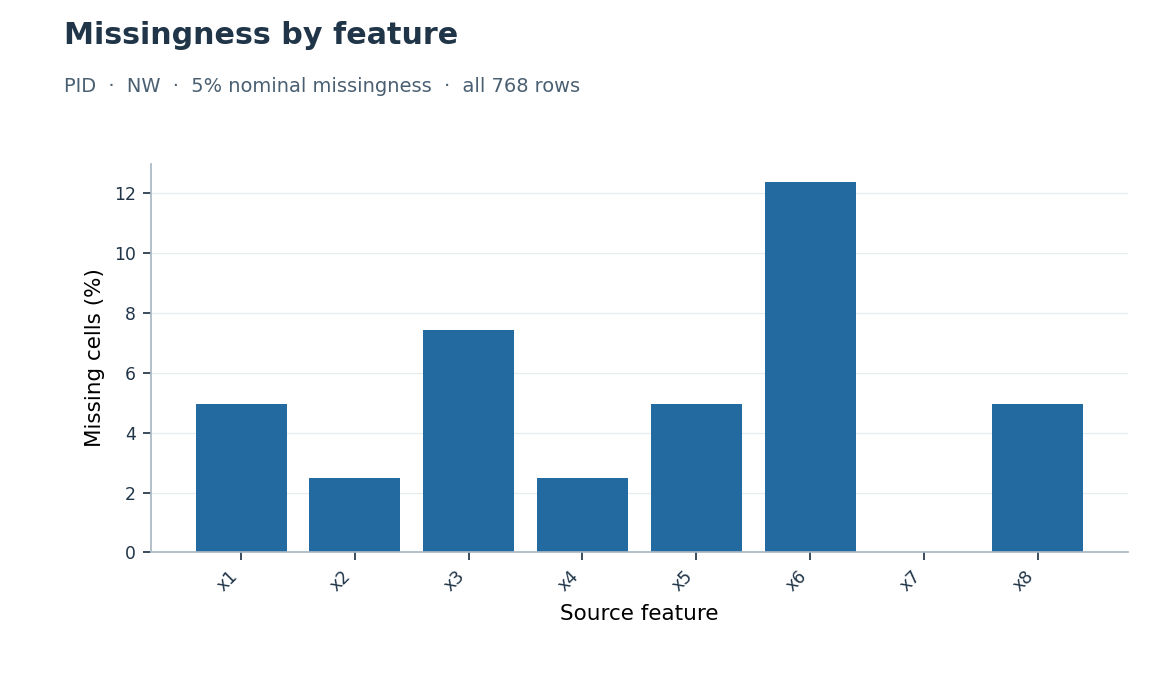 Missingness by feature
PID · NW · 5% nominal missingness · all 768 rows
12
10
8
6
4
2
0
Missing cells (%)
x1 x2 x3 x4 x5 x6 x7 x8
Source feature